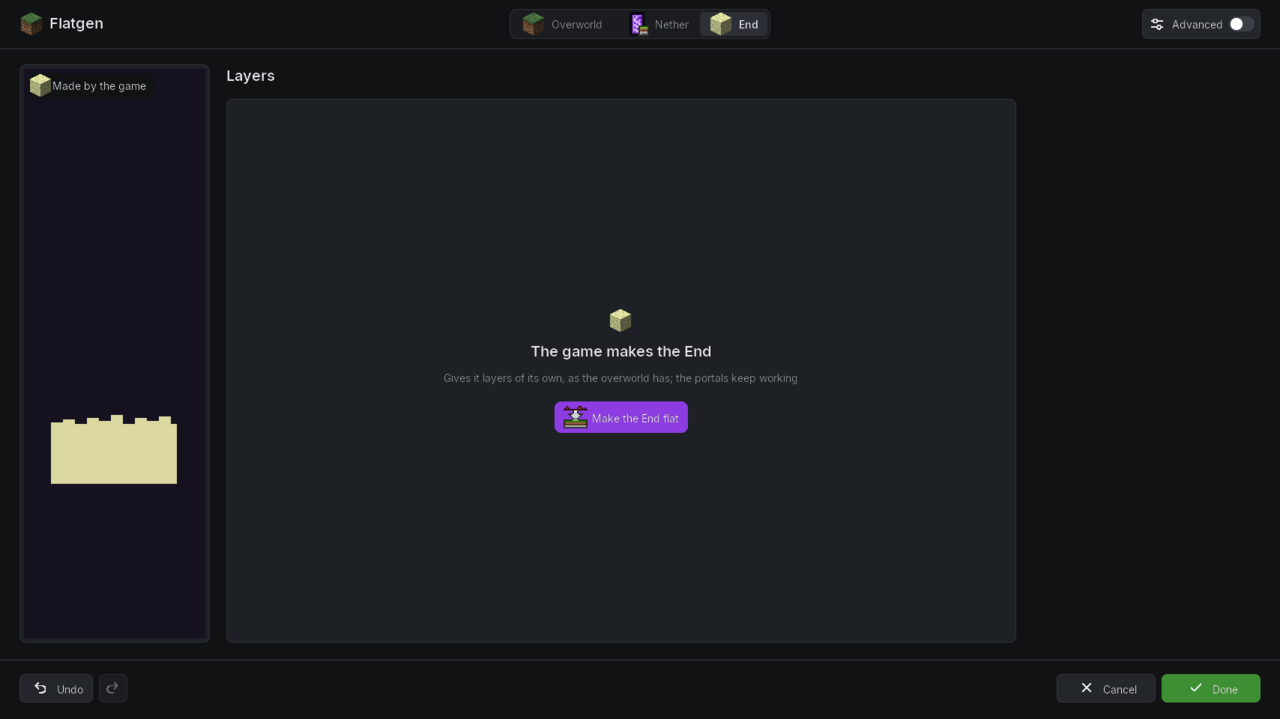 Flatgen
Overworld
Nether
End
Advanced
Made by the game
Layers
The game makes the End
Gives it layers of its own, as the overworld has; the portals keep working
Make the End flat
Undo
Cancel
Done